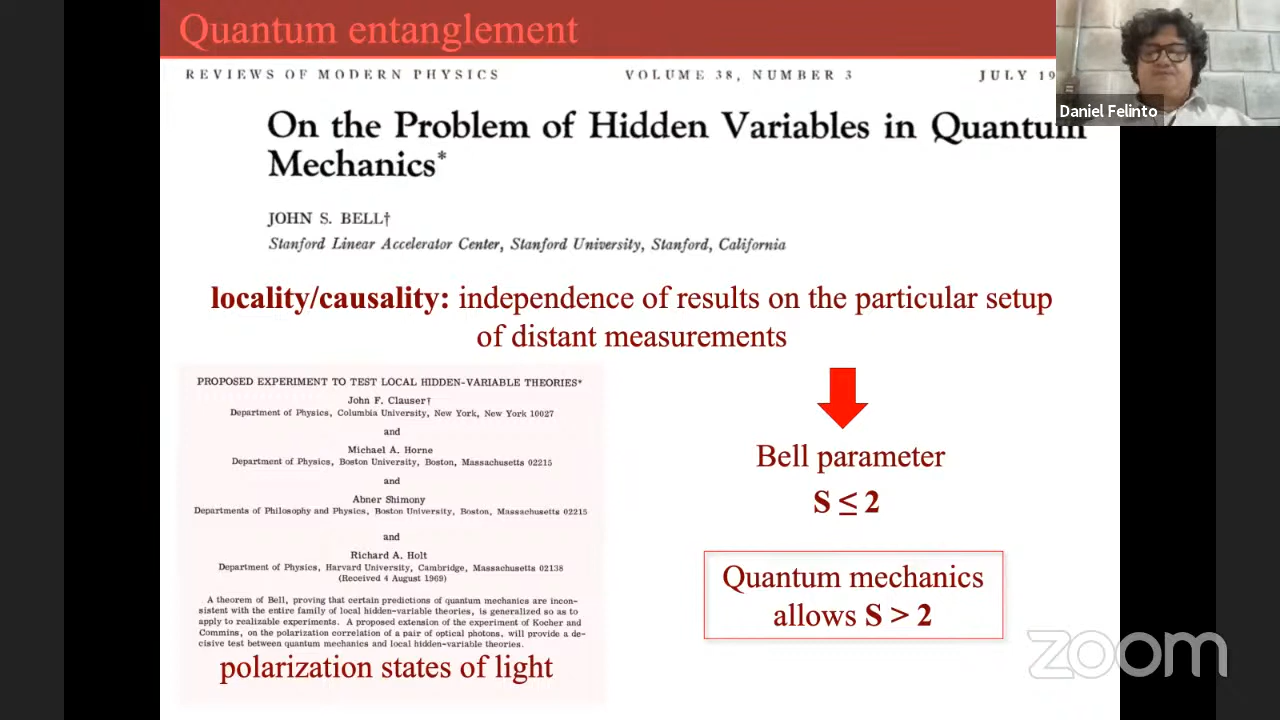 Quantum entanglement
REVIEWS OF MODERN PHYSICS VOLUME 38, NUMBER 3 JULY 19
On the Problem of Hidden Variables in Quantum
Mechanics*
JOHN S. BELL†
Stanford Linear Accelerator Center, Stanford University, Stanford, California
Daniel Felinto
locality/causality: independence of results on the particular setup
of distant measurements
PROPOSED EXPERIMENT TO TEST LOCAL HIDDEN-VARIABLE THEORIES*
John F. Clauser†
Department of Physics, Columbia University, New York, New York 10027
and
Michael A. Horne
Department of Physics, Boston University, Boston, Massachusetts 02215
and
Abner Shimony
Departments of Philosophy and Physics, Boston University, Boston, Massachusetts 02215
and
Richard A. Holt
Department of Physics, Harvard University, Cambridge, Massachusetts 02138
(Received 4 August 1969)
A theorem of Bell, proving that certain predictions of quantum mechanics are incon-
sistent with the entire family of local hidden-variable theories, is generalized so as to
apply to realizable experiments. A proposed extension of the experiment of Kocher and
Commins, on the polarization correlation of a pair of optical photons, will provide a de-
cisive test between quantum mechanics and local hidden-variable theories.
polarization states of light
Bell parameter
S ≤ 2
Quantum mechanics
allows S > 2
zoom